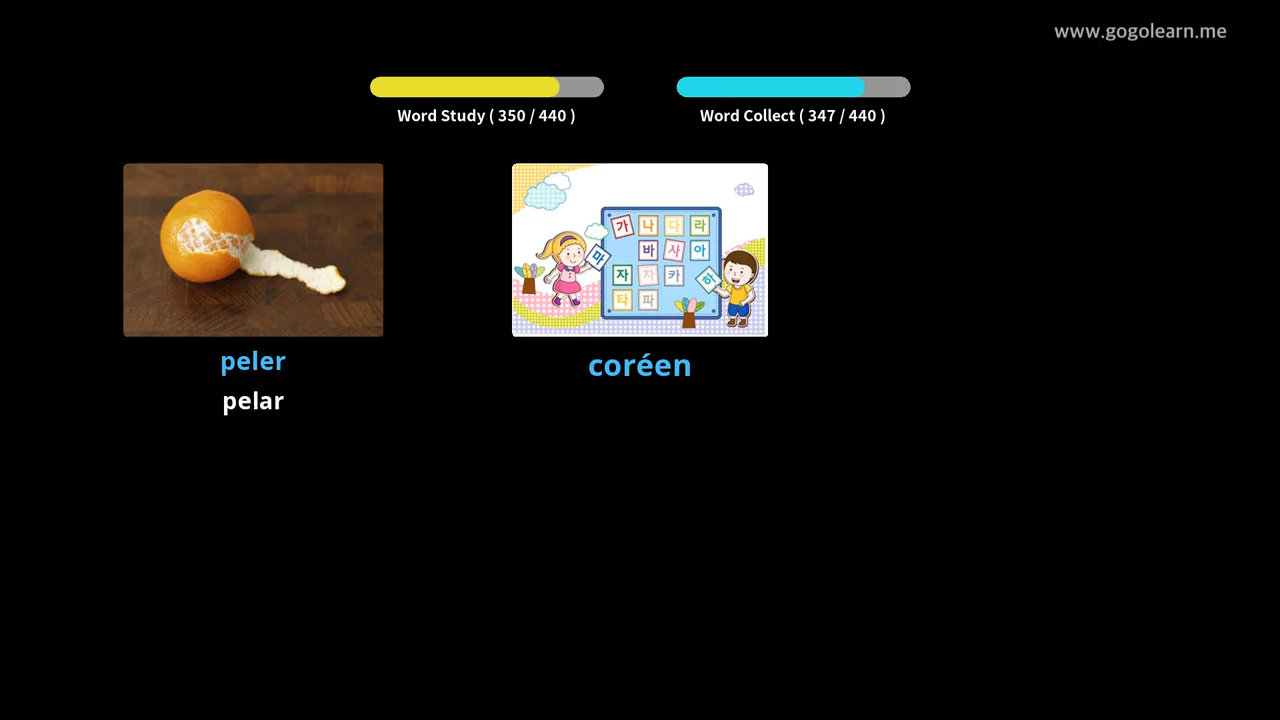 www.gogolearn.me
Word Study ( 350 / 440 )
Word Collect ( 347 / 440 )
가 나 다 라
마 바 사 아
자 차 카 하
타 파
peler
coréen
pelar